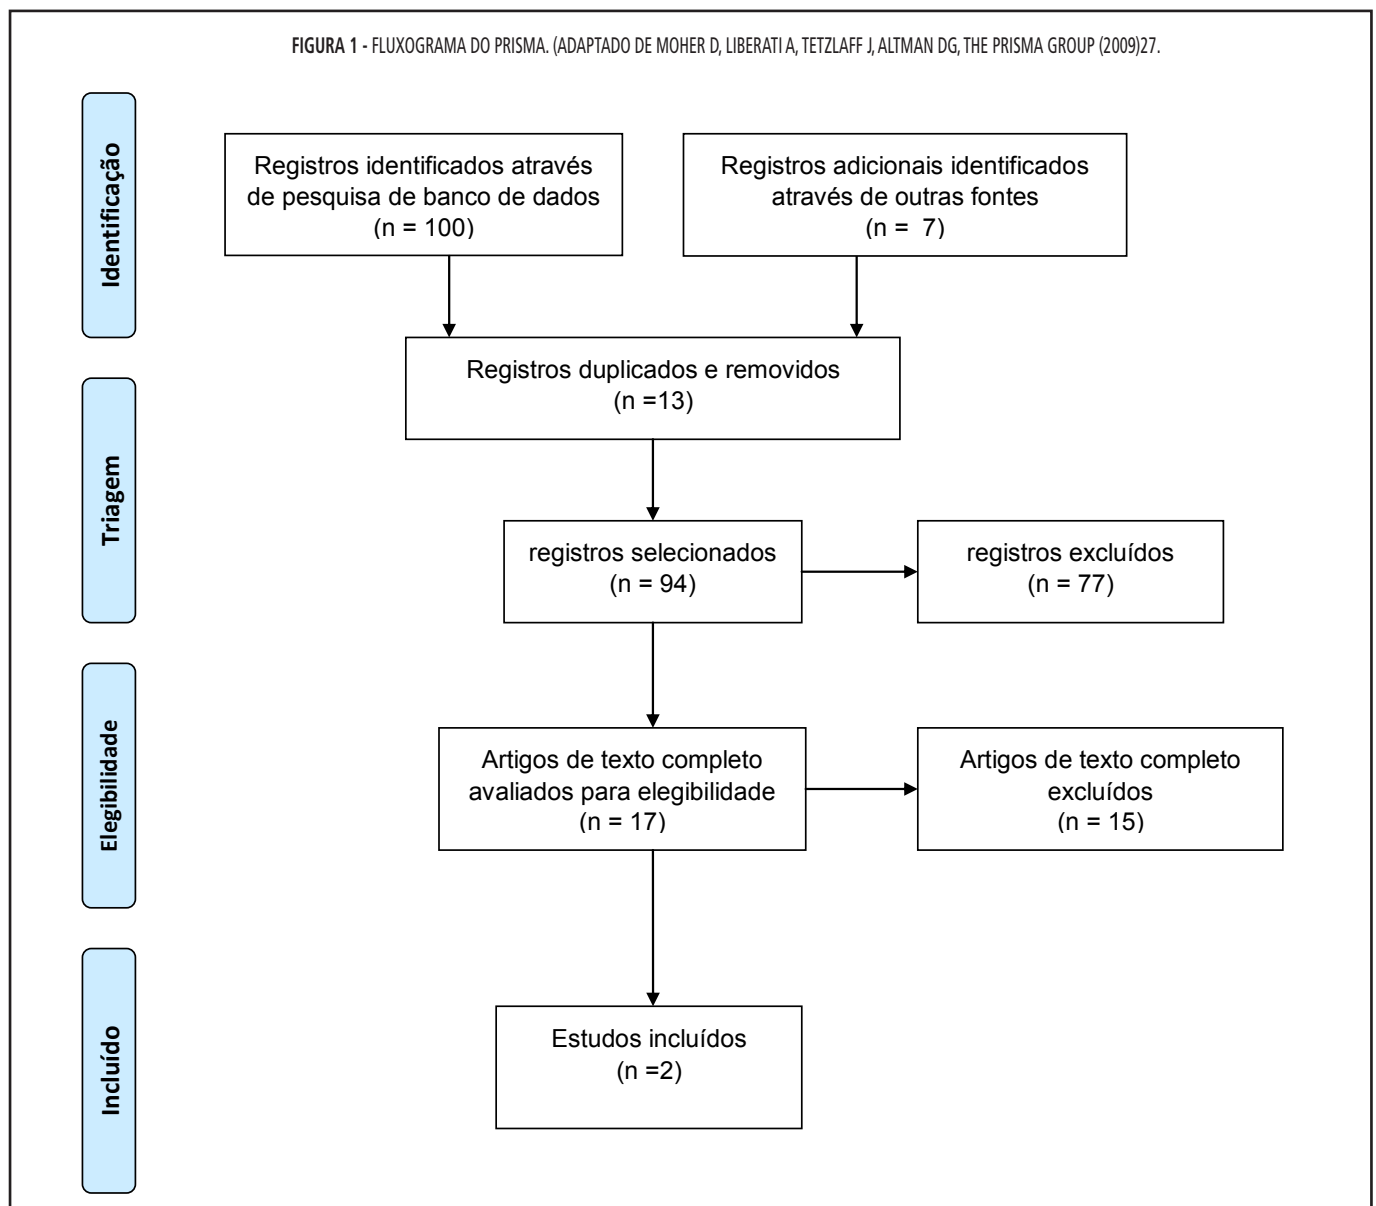 FIGURA 1 - FLUXOGRAMA DO PRISMA. (ADAPTADO DE MOHER D, LIBERATI A, TETZLAFF J, ALTMAN DG, THE PRISMA GROUP (2009)27.
Identificação
Registros identificados através
de pesquisa de banco de dados
(n = 100)
Registros adicionais identificados
através de outras fontes
(n = 7)
Registros duplicados e removidos
(n =13)
Triagem
registros selecionados
(n = 94)
registros excluídos
(n = 77)
Elegibilidade
Artigos de texto completo
avaliados para elegibilidade
(n = 17)
Artigos de texto completo
excluídos
(n = 15)
Incluído
Estudos incluídos
(n =2)